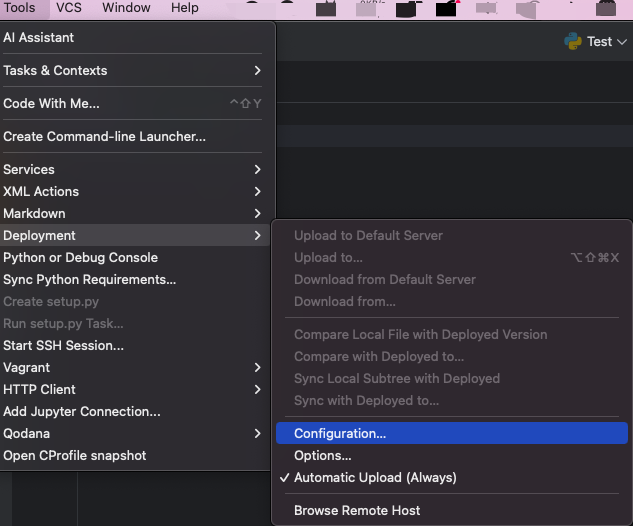 Tools VCS Window Help
AI Assistant
Test
Tasks & Contexts
Code With Me... ^⇧Y
Create Command-line Launcher...
Services
XML Actions
Markdown
Deployment
Python or Debug Console
Sync Python Requirements...
Create setup.py
Run setup.py Task...
Start SSH Session...
Vagrant
HTTP Client
Add Jupyter Connection...
Qodana
Open CProfile snapshot
Upload to Default Server
Upload to... ⌥⇧⌘X
Download from Default Server
Download from...
Compare Local File with Deployed Version
Compare with Deployed to...
Sync Local Subtree with Deployed
Sync with Deployed to...
Configuration...
Options...
✓ Automatic Upload (Always)
Browse Remote Host